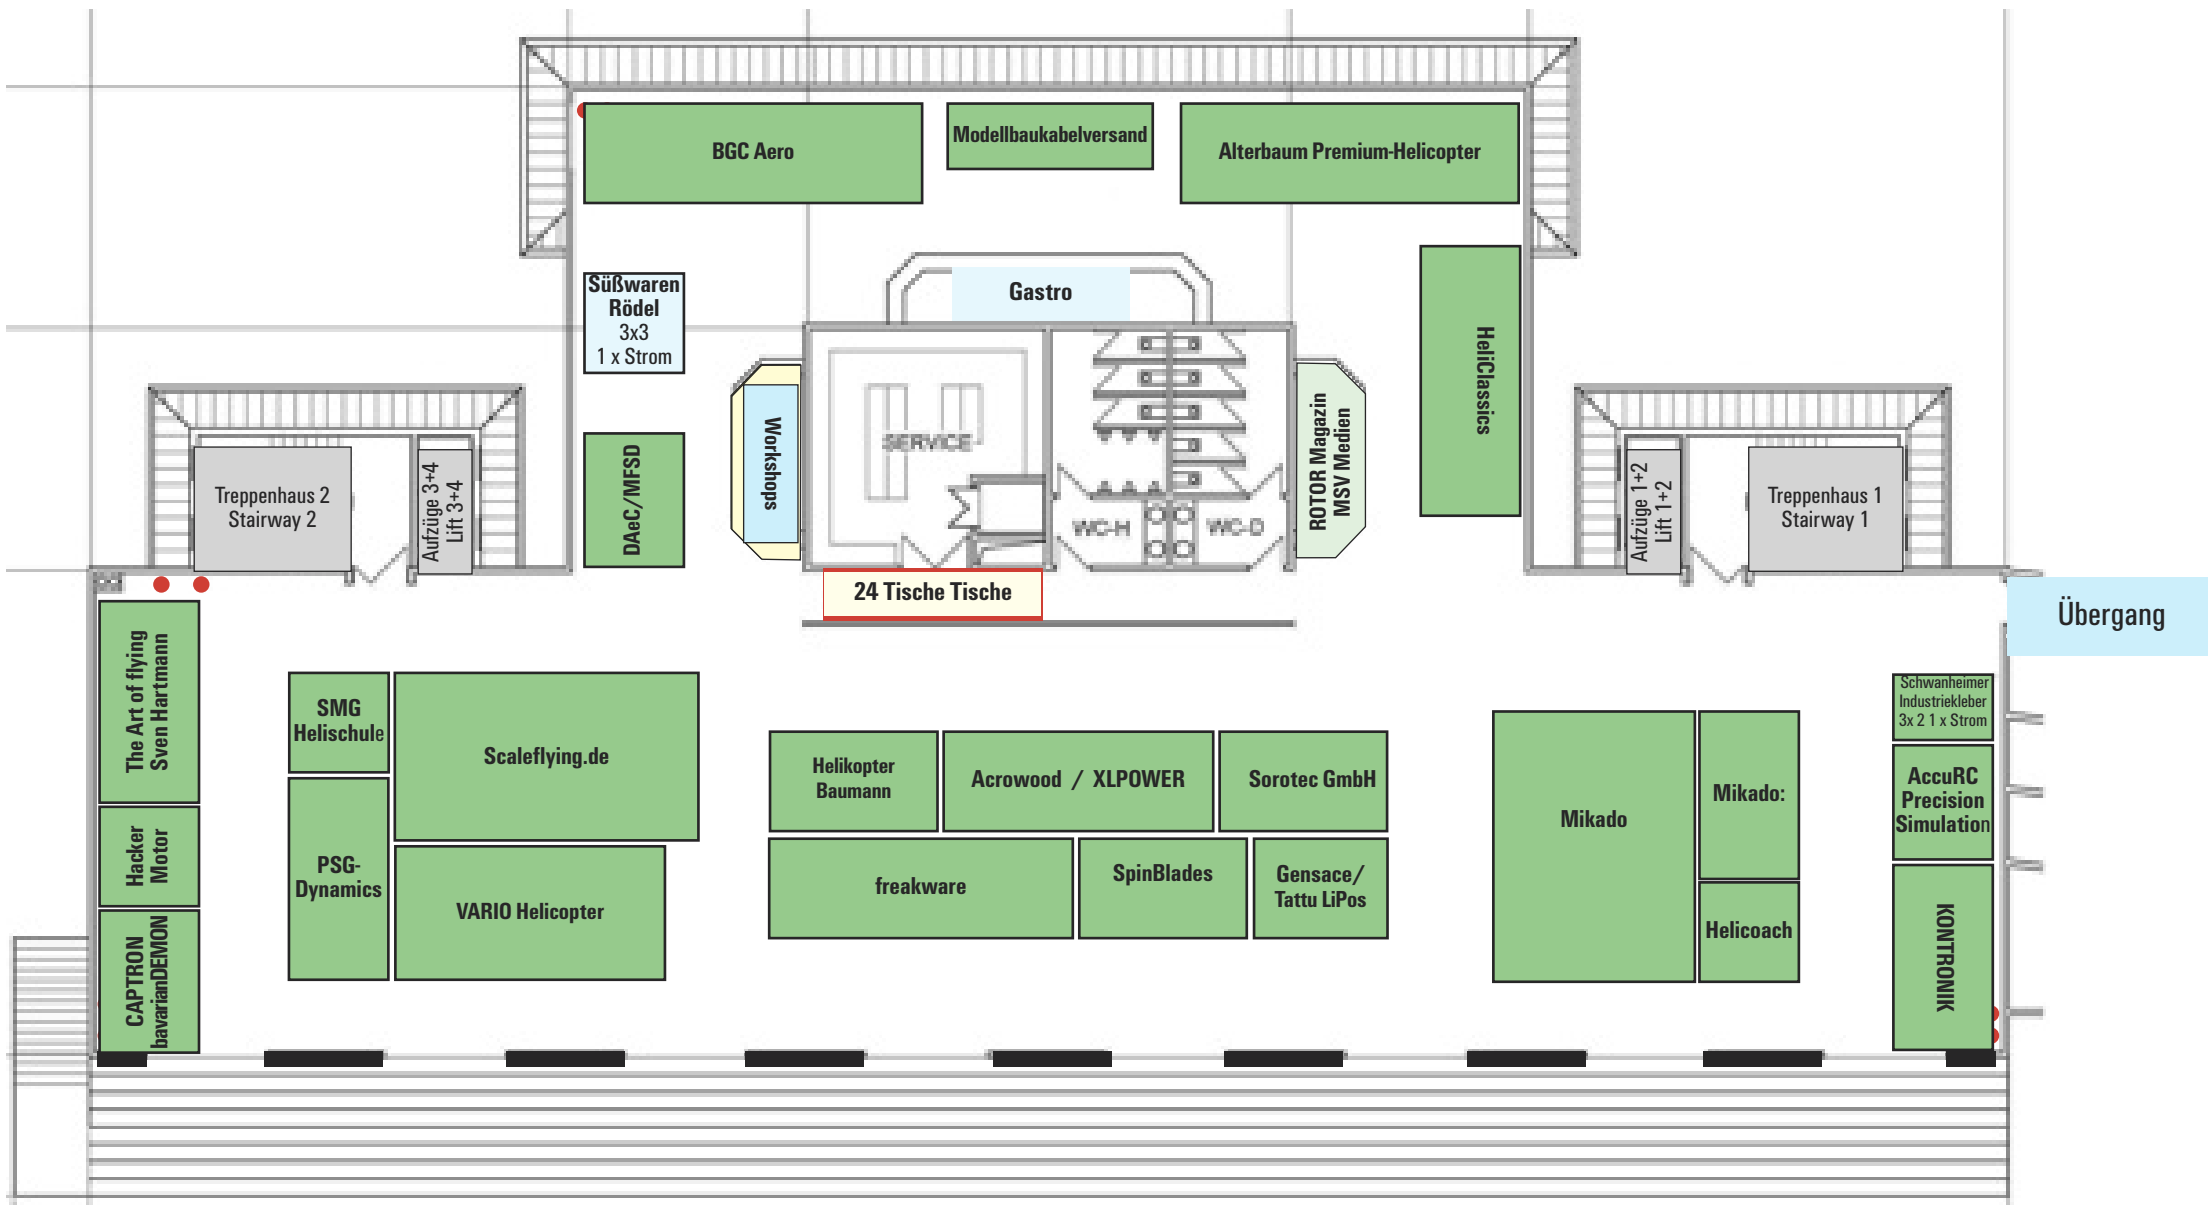 BGC Aero
Modellbaukabelversand
Alterbaum Premium-Helicopter
Süßwaren
Rödel
3x3
1 x Strom
Gastro
HeliClassics
Workshops
SERVICE
WC-H
WC-D
ROTOR Magazin
MSV Medien
DAeC/MFSD
Treppenhaus 2
Stairway 2
Aufzüge 3+4
Lift 3+4
Aufzüge 1+2
Lift 1+2
Treppenhaus 1
Stairway 1
24 Tische Tische
Übergang
The Art of flying
Sven Hartmann
SMG
Helischule
Scaleflying.de
Hacker
Motor
PSG-
Dynamics
VARIO Helicopter
CAPTRON
bavarianDEMON
Helikopter
Baumann
Acrowood / XLPOWER
Sorotec GmbH
freakware
SpinBlades
Gensace/
Tattu LiPos
Mikado
Mikado:
Helicoach
Schwanheimer
Industriekleber
3x 2 1 x Strom
AccuRC
Precision
Simulation
KONTRONIK